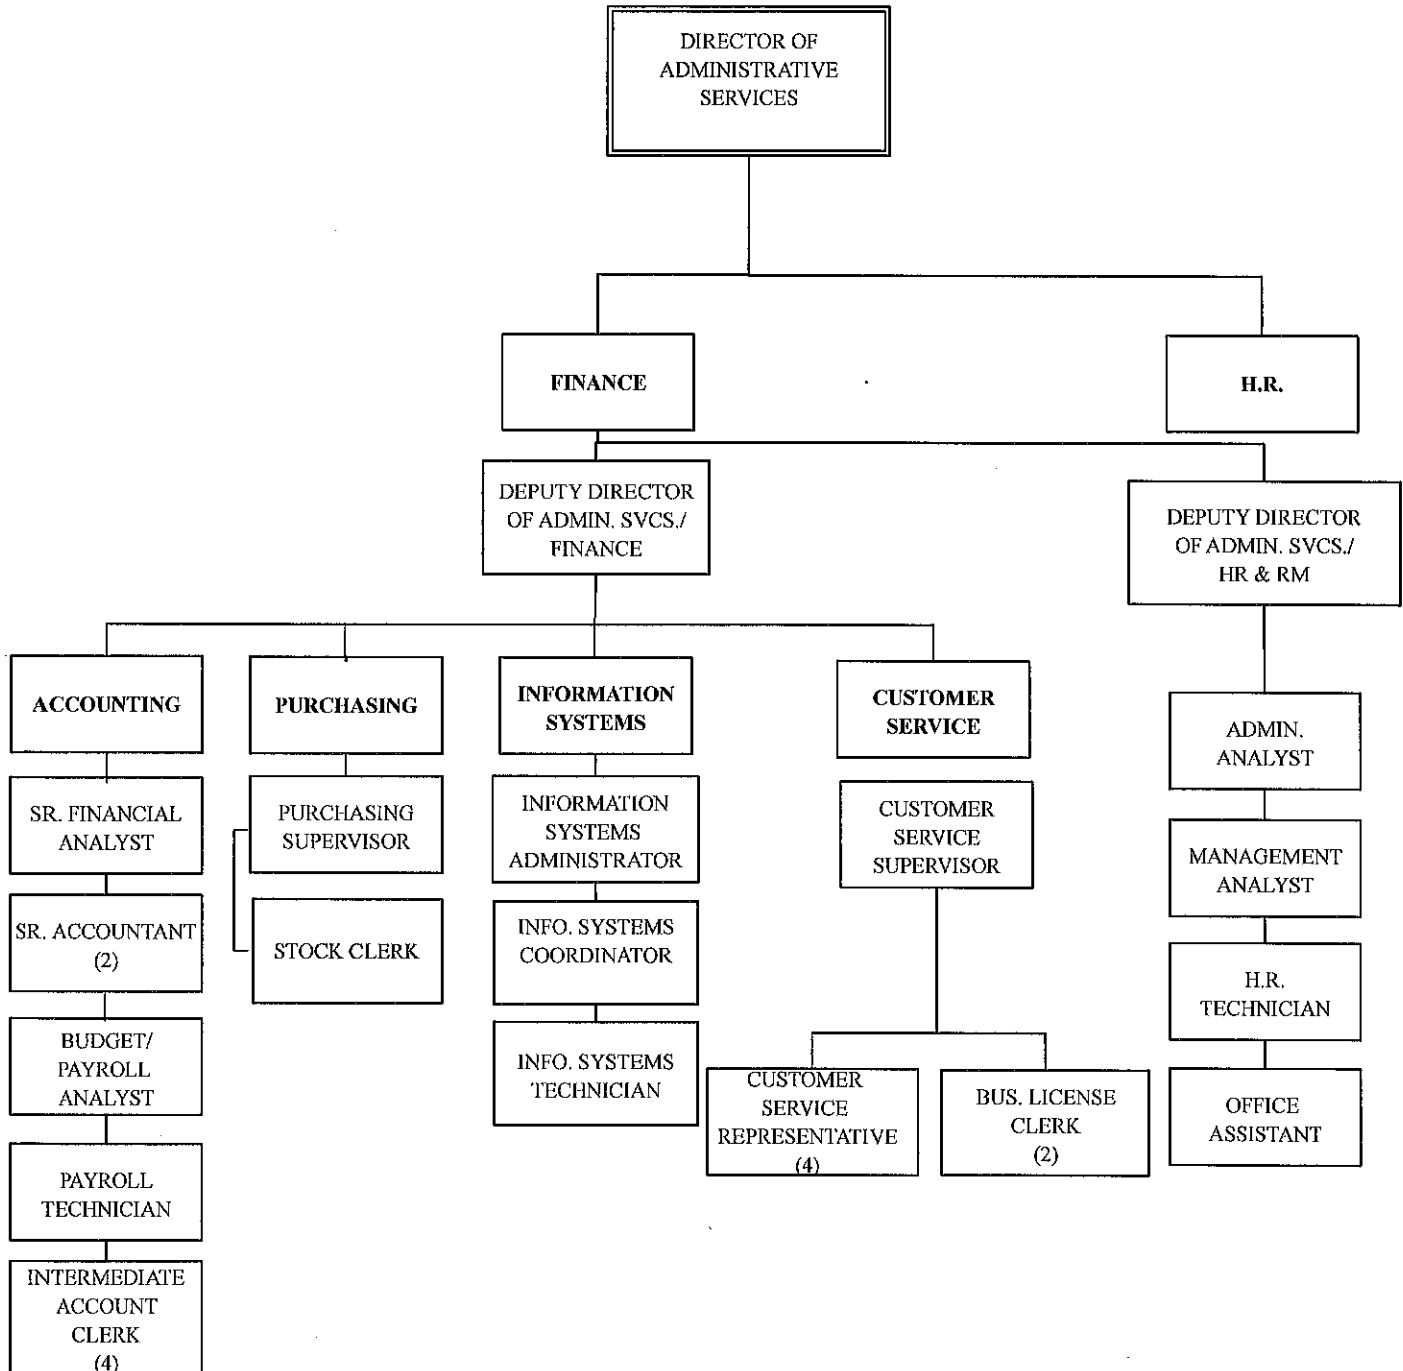 DIRECTOR OF
ADMINISTRATIVE
SERVICES
FINANCE
H.R.
DEPUTY DIRECTOR
OF ADMIN. SVCS./
FINANCE
DEPUTY DIRECTOR
OF ADMIN. SVCS./
HR & RM
ACCOUNTING
SR. FINANCIAL
ANALYST
SR. ACCOUNTANT
(2)
BUDGET/
PAYROLL
ANALYST
PAYROLL
TECHNICIAN
INTERMEDIATE
ACCOUNT
CLERK
(4)
PURCHASING
PURCHASING
SUPERVISOR
STOCK CLERK
INFORMATION
SYSTEMS
INFORMATION
SYSTEMS
ADMINISTRATOR
INFO. SYSTEMS
COORDINATOR
INFO. SYSTEMS
TECHNICIAN
CUSTOMER
SERVICE
CUSTOMER
SERVICE
SUPERVISOR
CUSTOMER
SERVICE
REPRESENTATIVE
(4)
BUS. LICENSE
CLERK
(2)
ADMIN.
ANALYST
MANAGEMENT
ANALYST
H.R.
TECHNICIAN
OFFICE
ASSISTANT